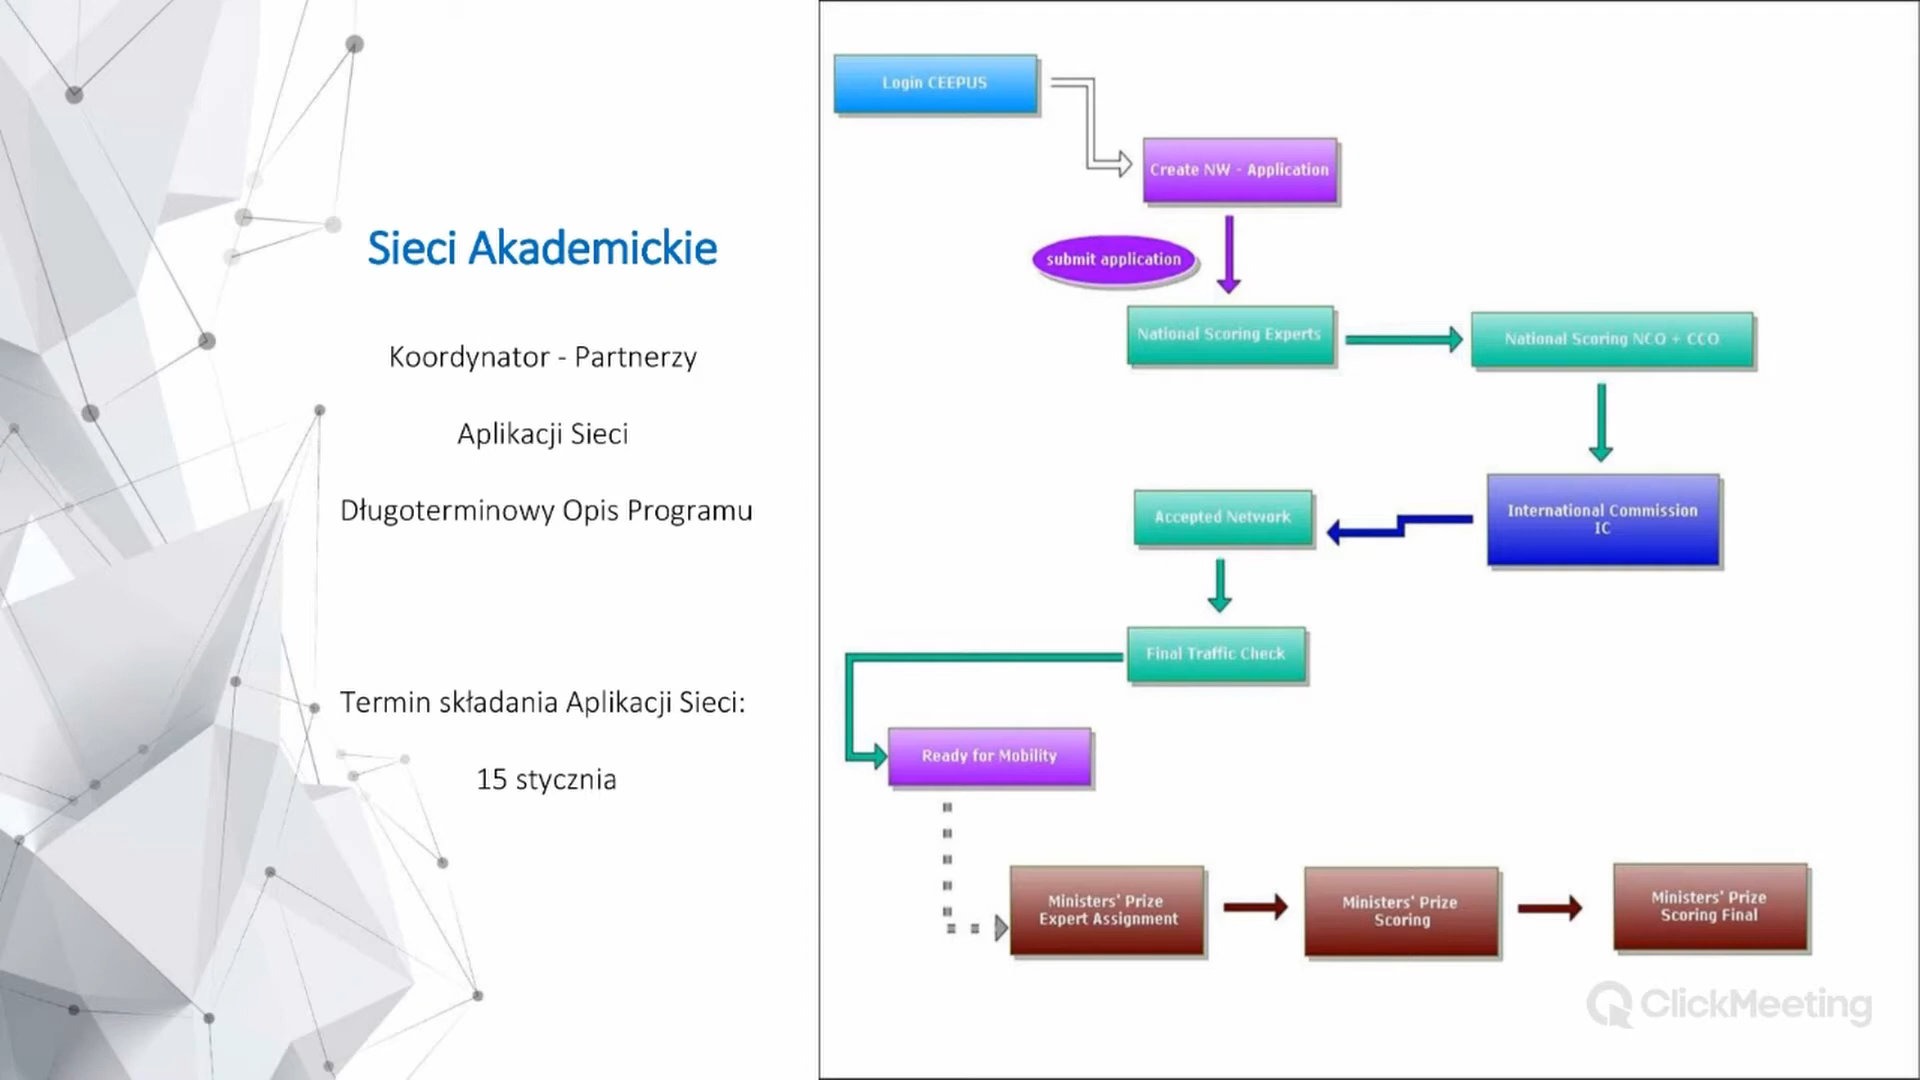 Sieci Akademickie
Koordynator - Partnerzy
Aplikacji Sieci
Długoterminowy Opis Programu
Termin składania Aplikacji Sieci:
15 stycznia
Login CEEPUS
Create NW - Application
submit application
National Scoring Experts
National Scoring NCO + CCO
International Commission
IC
Accepted Network
Final Traffic Check
Ready for Mobility
Ministers' Prize
Expert Assignment
Ministers' Prize
Scoring
Ministers' Prize
Scoring Final
ClickMeeting